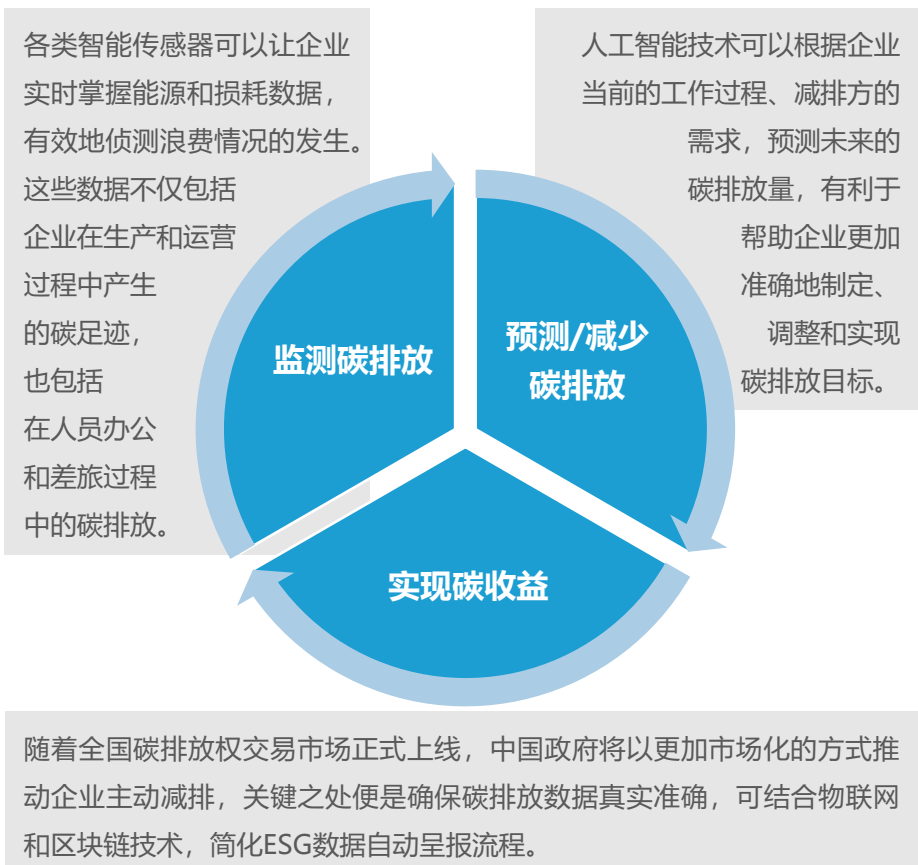 各类智能传感器可以让企业
实时掌握能源和损耗数据，
有效地侦测浪费情况的发生。
这些数据不仅包括
企业在生产和运营
过程中产生
的碳足迹，
也包括
在人员办公
和差旅过程
中的碳排放。
人工智能技术可以根据企业
当前的工作过程、减排方的
需求，预测未来的
碳排放量，有利于
帮助企业更加
准确地制定、
调整和实现
碳排放目标。
监测碳排放
预测/减少
碳排放
实现碳收益
随着全国碳排放权交易市场正式上线，中国政府将以更加市场化的方式推
动企业主动减排，关键之处便是确保碳排放数据真实准确，可结合物联网
和区块链技术，简化ESG数据自动呈报流程。